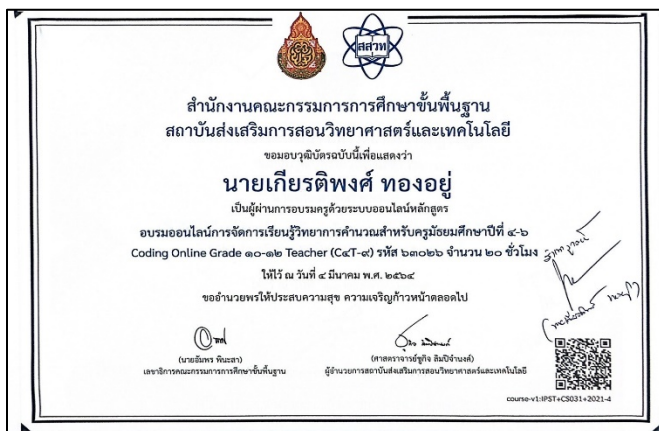 สสวท
สำนักงานคณะกรรมการการศึกษาขั้นพื้นฐาน
สถาบันส่งเสริมการสอนวิทยาศาสตร์และเทคโนโลยี
ขอมอบวุฒิบัตรฉบับนี้เพื่อแสดงว่า
นายเกียรติพงศ์ ทองอยู่
เป็นผู้ผ่านการอบรมครูด้วยระบบออนไลน์หลักสูตร
อบรมออนไลน์การจัดการเรียนรู้วิทยาการคำนวณสำหรับครูมัธยมศึกษาปีที่ ๔-๖
Coding Online Grade ๑๐-๑๒ Teacher (C๔T-๙) รหัส ๖๓๐๒๖ จำนวน ๒๐ ชั่วโมง
ให้ไว้ ณ วันที่ ๔ มีนาคม พ.ศ. ๒๕๖๔
ขออำนวยพรให้ประสบความสุข ความเจริญก้าวหน้าตลอดไป
(นายอัมพร พินะสา)
เลขาธิการคณะกรรมการการศึกษาขั้นพื้นฐาน
(ศาสตราจารย์ชูกิจ ลิมปิจำนงค์)
ผู้อำนวยการสถาบันส่งเสริมการสอนวิทยาศาสตร์และเทคโนโลยี
course-v1:IPST+CS031+2021-4